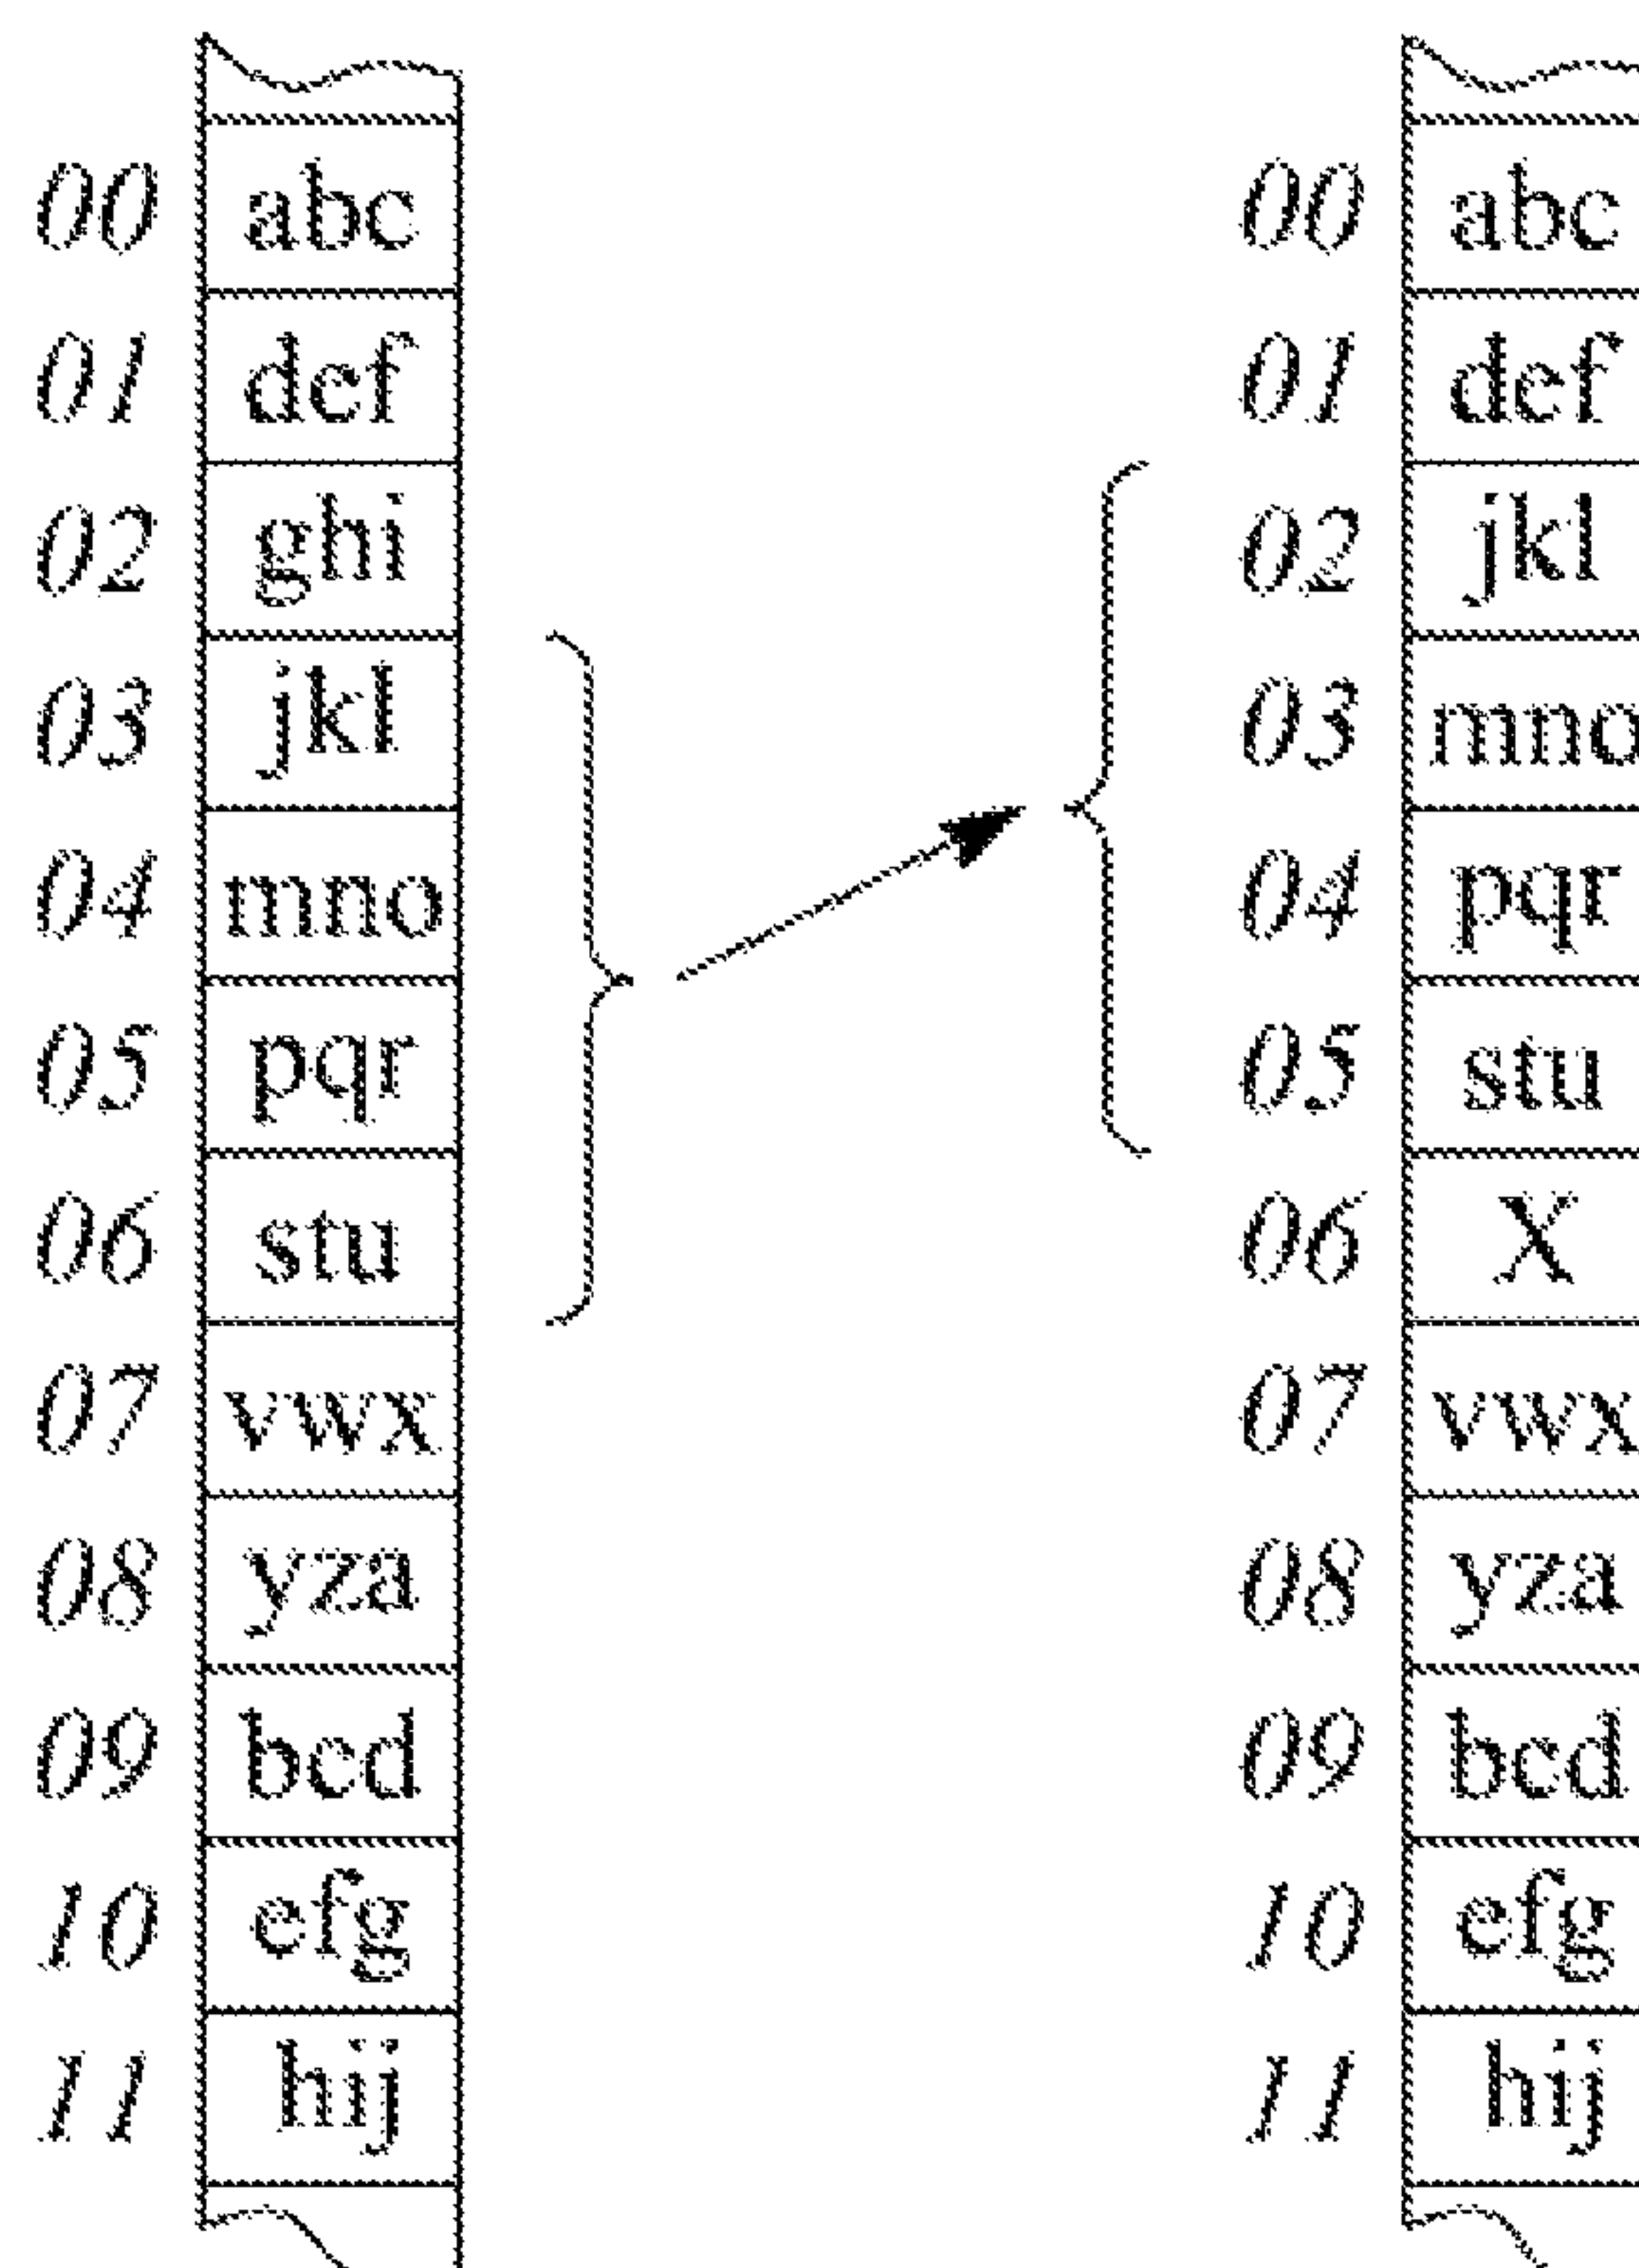 00 abc 00 abc
01 def 01 def
02 ghi 02 jkl
03 jkl 03 mno
04 mno 04 pqr
05 pqr 05 stu
06 stu 06 X
07 vwx 07 vwx
08 yza 08 yza
09 bcd 09 bcd
10 efg 10 efg
11 hij 11 hij